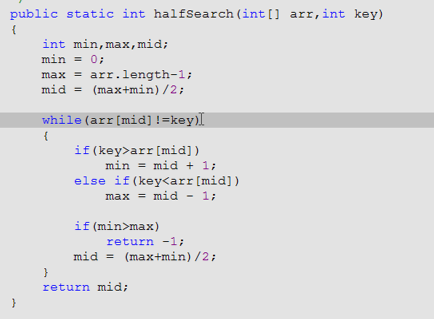 public static int halfSearch(int[] arr,int key)
{
    int min,max,mid;
    min = 0;
    max = arr.length-1;
    mid = (max+min)/2;

    while(arr[mid]!=key)
    {
        if(key>arr[mid])
            min = mid + 1;
        else if(key<arr[mid])
            max = mid - 1;

        if(min>max)
            return -1;
        mid = (max+min)/2;
    }
    return mid;
}